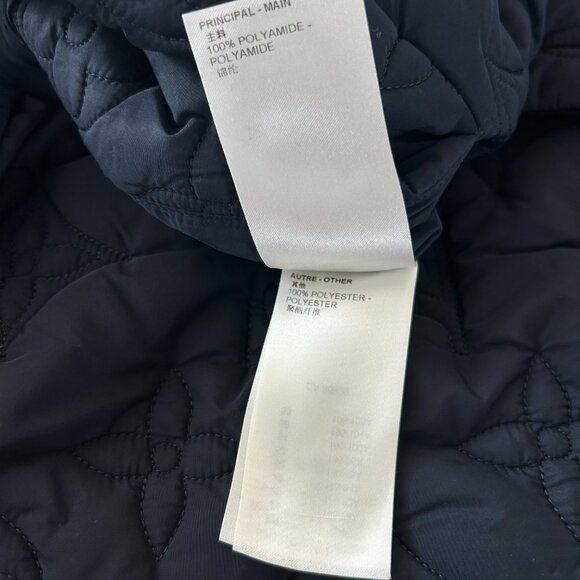 PRINCIPAL - MAIN
主料
100% POLYAMIDE -
POLYAMIDE
锦纶
AUTRE - OTHER
其他
100% POLYESTER -
POLYESTER
聚酯纤维